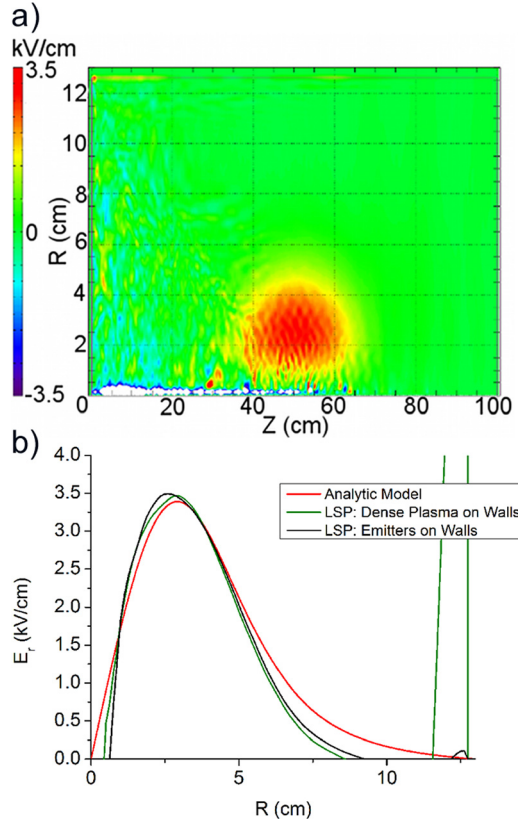 a)
kV/cm
3.5
0
-3.5
R (cm)
12
10
8
6
4
2
0
20
40
60
80
100
Z (cm)
b)
4.0
3.5
3.0
2.5
2.0
1.5
1.0
0.5
0.0
E_r (kV/cm)
Analytic Model
LSP: Dense Plasma on Walls
LSP: Emitters on Walls
0
5
10
R (cm)